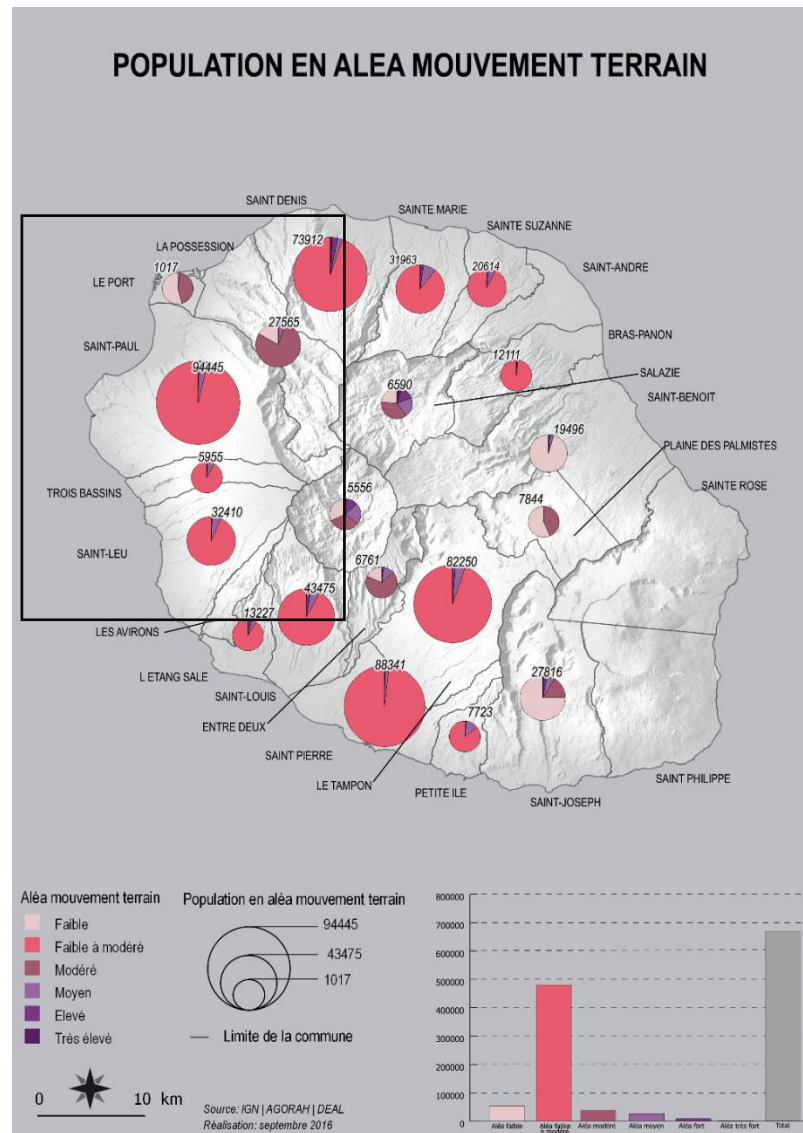 POPULATION EN ALEA MOUVEMENT TERRAIN
SAINT DENIS
SAINTE MARIE
SAINTE SUZANNE
LA POSSESSION
73912
31963
20614
SAINT-ANDRE
1017
LE PORT
27565
BRAS-PANON
SAINT-PAUL
12111
SALAZIE
94445
6590
SAINT-BENOIT
19496
PLAINE DES PALMISTES
5955
TROIS BASSINS
5556
7844
SAINTE ROSE
32410
SAINT-LEU
6761
82250
43475
13227
LES AVIRONS
L ETANG SALE
88341
27816
SAINT-LOUIS
ENTRE DEUX
7723
SAINT PIERRE
LE TAMPON
PETITE ILE
SAINT-JOSEPH
SAINT PHILIPPE
Aléa mouvement terrain
Faible
Faible à modéré
Modéré
Moyen
Elevé
Très élevé
0 10 km
Population en aléa mouvement terrain
94445
43475
1017
Limite de la commune
Source: IGN | AGORAH | DEAL
Réalisation: septembre 2016
800000
700000
600000
500000
400000
300000
200000
100000
0
Aléa faible
Aléa faible à modéré
Aléa modéré
Aléa moyen
Aléa fort
Aléa très fort
Total